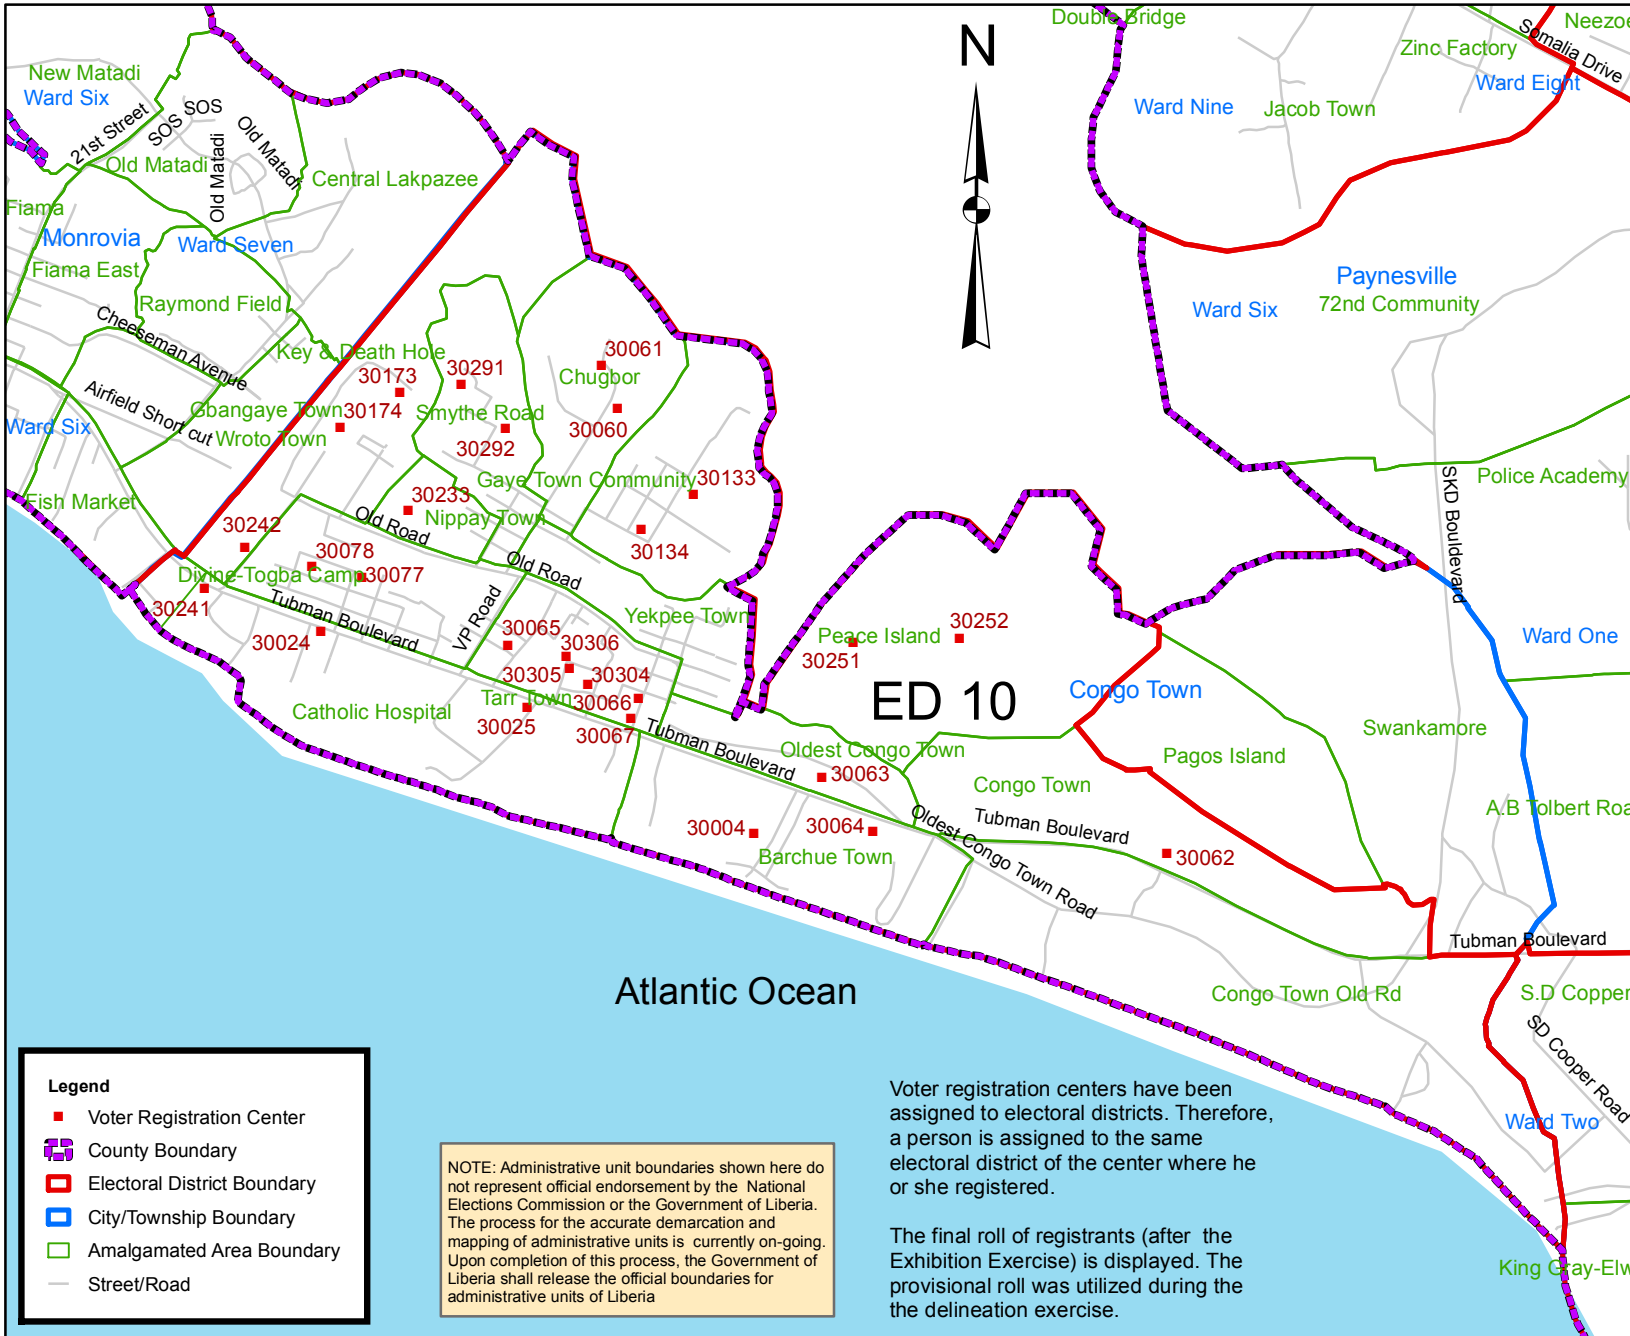 Double Bridge
Neezoe
N
Somalia Drive
Zinc Factory
New Matadi
Ward Six
Ward Eight
Ward Nine
Jacob Town
21st Street
SOS SOS
Old Matadi
Old Matadi
Old Matadi
Central Lakpazee
Fiama
Monrovia
Ward Seven
Fiama East
Paynesville
72nd Community
Ward Six
Raymond Field
Cheeseman Avenue
Key & Death Hole
30061
30291
30173
Chugbor
Airfield Short cut
Gbangaye Town
30174
Smythe Road
Ward Six
Wroto Town
30060
30292
Gaye Town Community
30133
Police Academy
SKD Bouldevard
Fish Market
30233
Nippay Town
Old Road
30242
30134
30078
Old Road
Divine-Togba Camp
30077
30241
Tubman Boulevard
VP Road
Yekpee Town
30024
30065
30306
Peace Island
30252
30251
Ward One
30305
30304
ED 10
Congo Town
Tarr Town
30066
Catholic Hospital
30025
30067
Tubman Boulevard
Swankamore
Oldest Congo Town
Pagos Island
30063
Congo Town
A.B Tolbert Roa
Oldest Congo Town Road
Tubman Boulevard
30004
30064
Barchue Town
30062
Tubman Boulevard
Atlantic Ocean
Congo Town Old Rd
S.D Copper
SD Cooper Road
Ward Two
King Gray-Elw
Legend
Voter Registration Center
County Boundary
Electoral District Boundary
City/Township Boundary
Amalgamated Area Boundary
Street/Road
NOTE: Administrative unit boundaries shown here do
not represent official endorsement by the National
Elections Commission or the Government of Liberia.
The process for the accurate demarcation and
mapping of administrative units is currently on-going.
Upon completion of this process, the Government of
Liberia shall release the official boundaries for
administrative units of Liberia
Voter registration centers have been
assigned to electoral districts. Therefore,
a person is assigned to the same
electoral district of the center where he
or she registered.
The final roll of registrants (after the
Exhibition Exercise) is displayed. The
provisional roll was utilized during the
the delineation exercise.